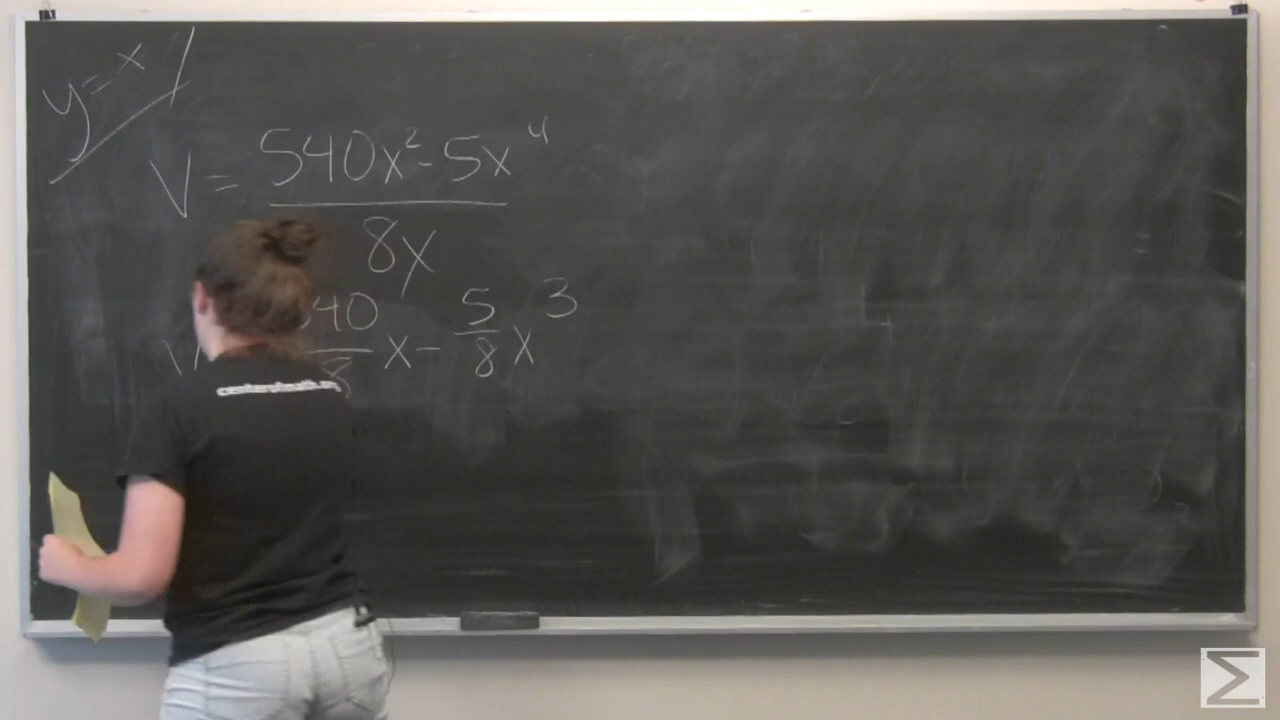 y = x
V = 540x² - 5x⁴ / 8x
40 / 8 x - 5/8 x³